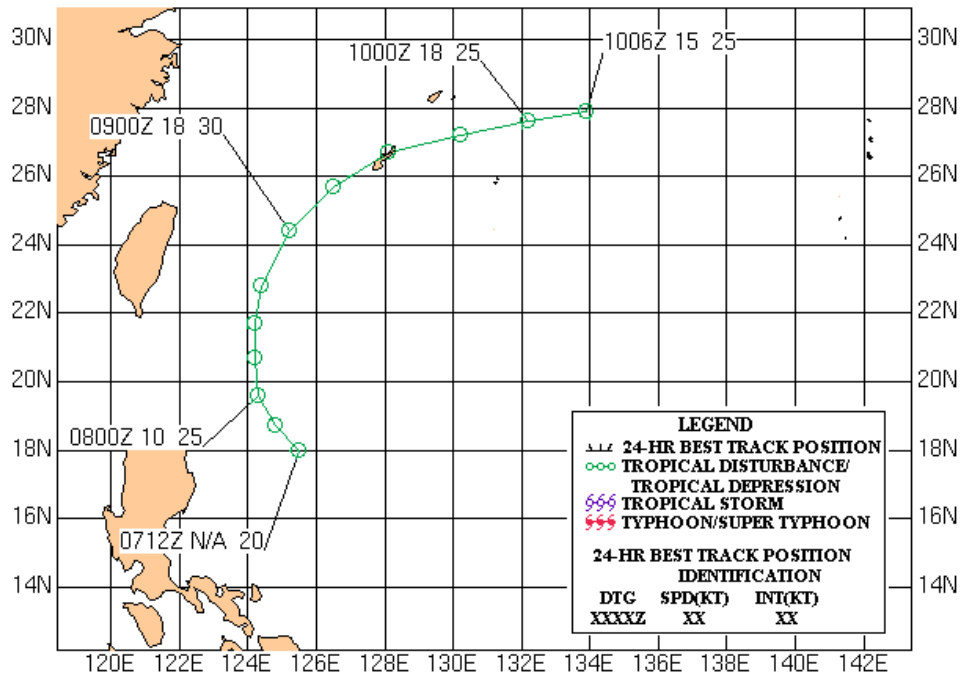 30N
30N
1000Z 18  25
1006Z 15  25
28N
28N
0900Z 18  30
26N
26N
24N
24N
22N
22N
20N
20N
0800Z 10  25
18N
18N
16N
16N
0712Z N/A  20
14N
14N
LEGEND
24-HR BEST TRACK POSITION
TROPICAL DISTURBANCE/
TROPICAL DEPRESSION
TROPICAL STORM
TYPHOON/SUPER TYPHOON
24-HR BEST TRACK POSITION
IDENTIFICATION
DTG SPD(KT) INT(KT)
XXXXZ XX XX
120E 122E 124E 126E 128E 130E 132E 134E 136E 138E 140E 142E